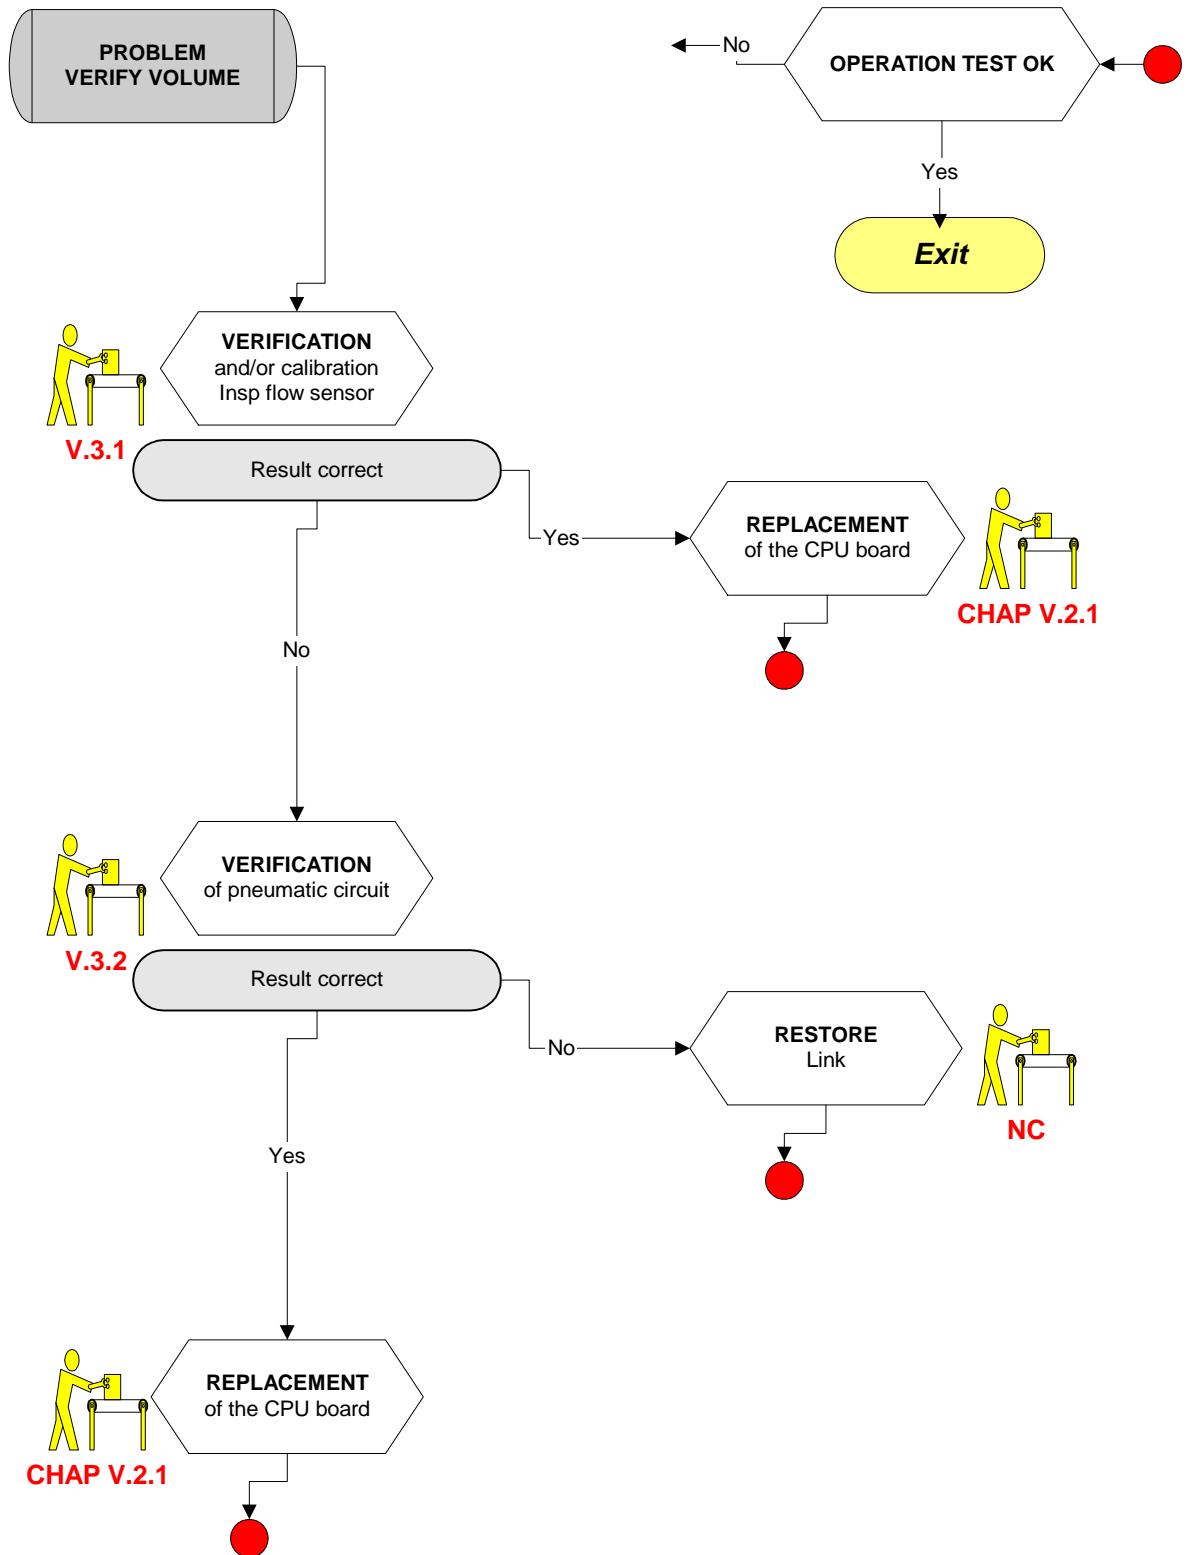 PROBLEM
VERIFY VOLUME
No
OPERATION TEST OK
Yes
Exit
VERIFICATION
and/or calibration
Insp flow sensor
V.3.1
Result correct
Yes
REPLACEMENT
of the CPU board
CHAP V.2.1
No
VERIFICATION
of pneumatic circuit
V.3.2
Result correct
No
RESTORE
Link
NC
Yes
REPLACEMENT
of the CPU board
CHAP V.2.1